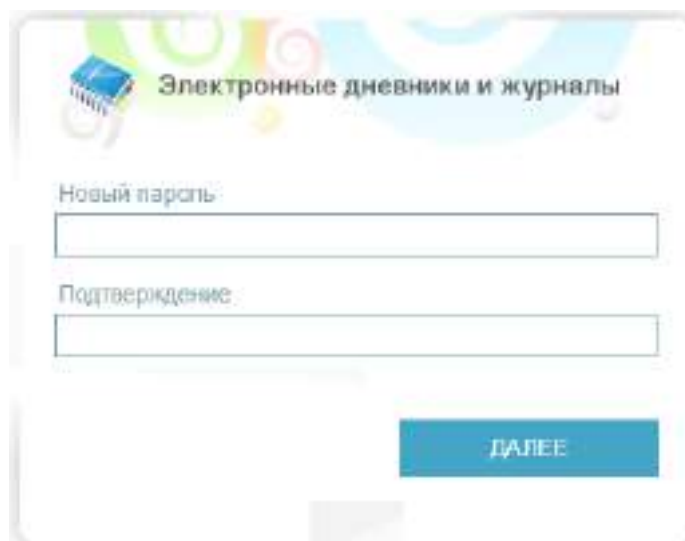 Электронные дневники и журналы
Новый пароль
Подтверждение
ДАЛЕЕ